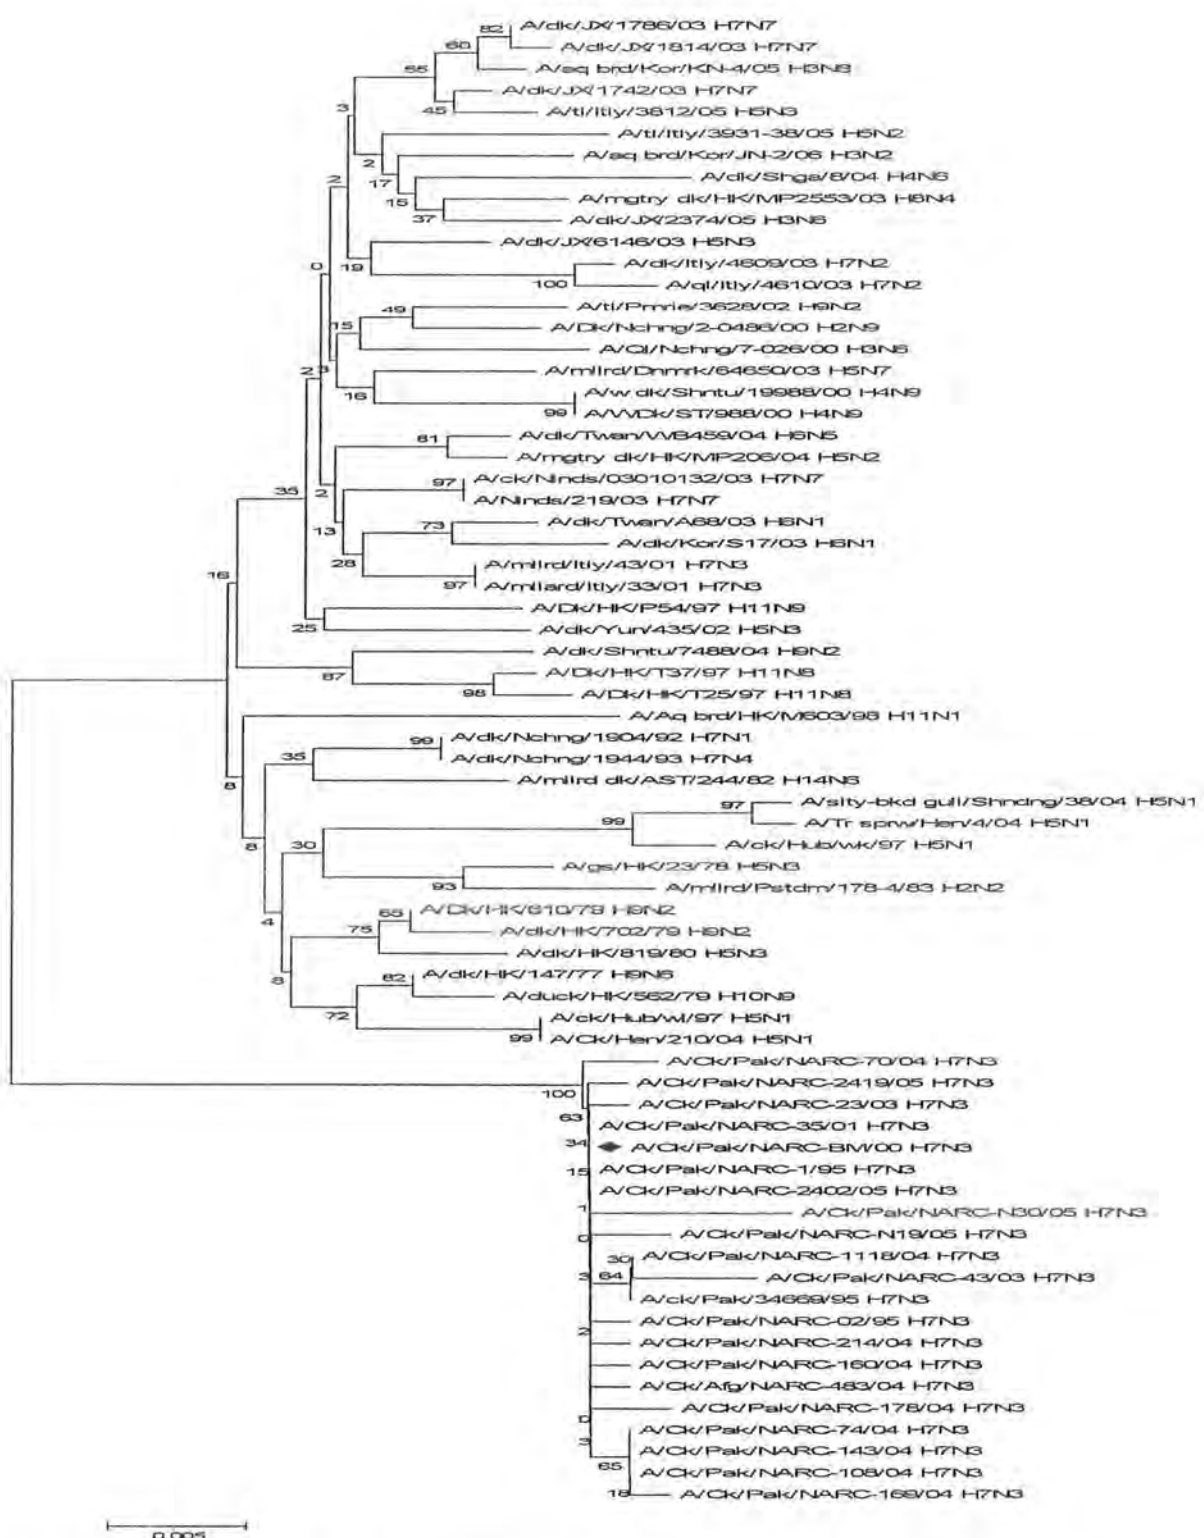 82 A/dk/JX/1786/03 H7N7
A/dk/JX/1814/03 H7N7
60
A/aq brd/Kor/KN-4/05 H3N8
55
A/dk/JX/1742/03 H7N7
45 A/tl/Itly/3812/05 H5N3
3
A/tl/Itly/3931-38/05 H5N2
2
A/aq brd/Kor/JN-2/06 H3N2
17
A/dk/Shga/8/04 H4N6
15
A/mgtry dk/HK/MP2553/03 H6N4
37 A/dk/JX/2374/05 H3N6
2
A/dk/JX/6146/03 H5N3
19
A/dk/Itly/4609/03 H7N2
100 A/ql/Itly/4610/03 H7N2
0
A/tl/Prmrie/3628/02 H9N2
49
A/Dk/Nchng/2-0486/00 H2N9
15
A/Ql/Nchng/7-026/00 H3N6
2 3
A/mllrd/Dnmrk/64650/03 H5N7
16
A/w dk/Shntu/19988/00 H4N9
99 A/WDk/ST/988/00 H4N9
A/dk/Twan/WB459/04 H6N5
61
A/mgtry dk/HK/MP206/04 H5N2
35 2
97 A/ck/Nlnds/03010132/03 H7N7
A/Nlnds/219/03 H7N7
13
A/dk/Twan/A68/03 H6N1
73
A/dk/Kor/S17/03 H6N1
28
A/mllrd/Itly/43/01 H7N3
97 A/mllard/Itly/33/01 H7N3
16
A/Dk/HK/P54/97 H11N9
25 A/dk/Yun/435/02 H5N3
A/dk/Shntu/7488/04 H9N2
87
A/Dk/HK/T37/97 H11N8
98 A/Dk/HK/T25/97 H11N8
A/Aq brd/HK/M603/98 H11N1
99 A/dk/Nchng/1904/92 H7N1
35
A/dk/Nchng/1944/93 H7N4
8
A/mllrd dk/AST/244/82 H14N6
97 A/slty-bkd gull/Shndng/38/04 H5N1
99
A/Tr sprw/Hen/4/04 H5N1
8 30
A/ck/Hub/wk/97 H5N1
A/gs/HK/23/78 H5N3
93 A/mllrd/Pstdm/178-4/83 H2N2
4
65 A/Dk/HK/610/79 H9N2
75
A/dk/HK/702/79 H9N2
A/dk/HK/819/80 H5N3
8
82 A/dk/HK/147/77 H9N6
A/duck/HK/562/79 H10N9
72
A/ck/Hub/wl/97 H5N1
99 A/Ck/Hen/210/04 H5N1
A/Ck/Pak/NARC-70/04 H7N3
100
A/Ck/Pak/NARC-2419/05 H7N3
A/Ck/Pak/NARC-23/03 H7N3
63
A/Ck/Pak/NARC-35/01 H7N3
34 A/Ck/Pak/NARC-BM/00 H7N3
15 A/Ck/Pak/NARC-1/95 H7N3
A/Ck/Pak/NARC-2402/05 H7N3
1
A/Ck/Pak/NARC-N30/05 H7N3
0 A/Ck/Pak/NARC-N19/05 H7N3
30 A/Ck/Pak/NARC-1118/04 H7N3
3 64 A/Ck/Pak/NARC-43/03 H7N3
A/ck/Pak/34669/95 H7N3
A/Ck/Pak/NARC-02/95 H7N3
2
A/Ck/Pak/NARC-214/04 H7N3
A/Ck/Pak/NARC-160/04 H7N3
A/Ck/Afg/NARC-483/04 H7N3
A/Ck/Pak/NARC-178/04 H7N3
0
A/Ck/Pak/NARC-74/04 H7N3
3
A/Ck/Pak/NARC-143/04 H7N3
65
A/Ck/Pak/NARC-108/04 H7N3
18 A/Ck/Pak/NARC-169/04 H7N3
0.005